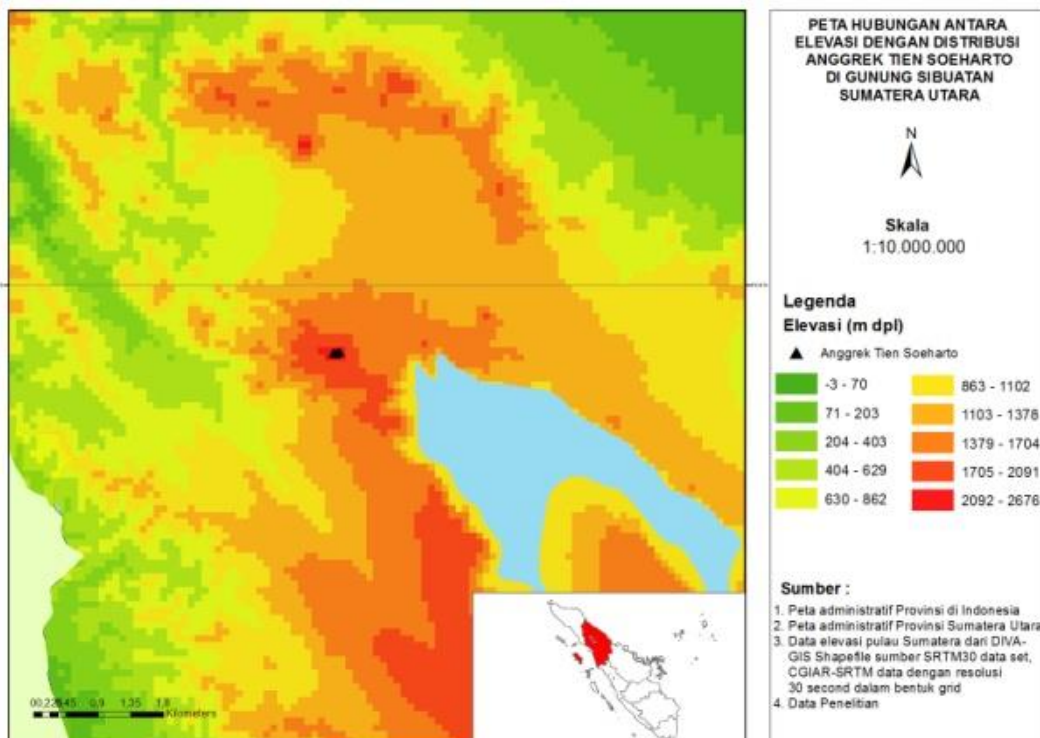 PETA HUBUNGAN ANTARA
ELEVASI DENGAN DISTRIBUSI
ANGGREK TIEN SOEHARTO
DI GUNUNG SIBUATAN
SUMATERA UTARA
N
Skala
1:10.000.000
Legenda
Elevasi (m dpl)
Anggrek Tien Soeharto
-3 - 70
71 - 203
204 - 403
404 - 629
630 - 862
863 - 1102
1103 - 1378
1379 - 1704
1705 - 2091
2092 - 2676
Sumber :
1. Peta administratif Provinsi di Indonesia
2. Peta administratif Provinsi Sumatera Utara
3. Data elevasi pulau Sumatera dari DIVA-
GIS Shapefile sumber SRTM30 data set,
CGIAR-SRTM data dengan resolusi
30 second dalam bentuk grid
4. Data Penelitian
0,9 1,35 1,8
Kilometers